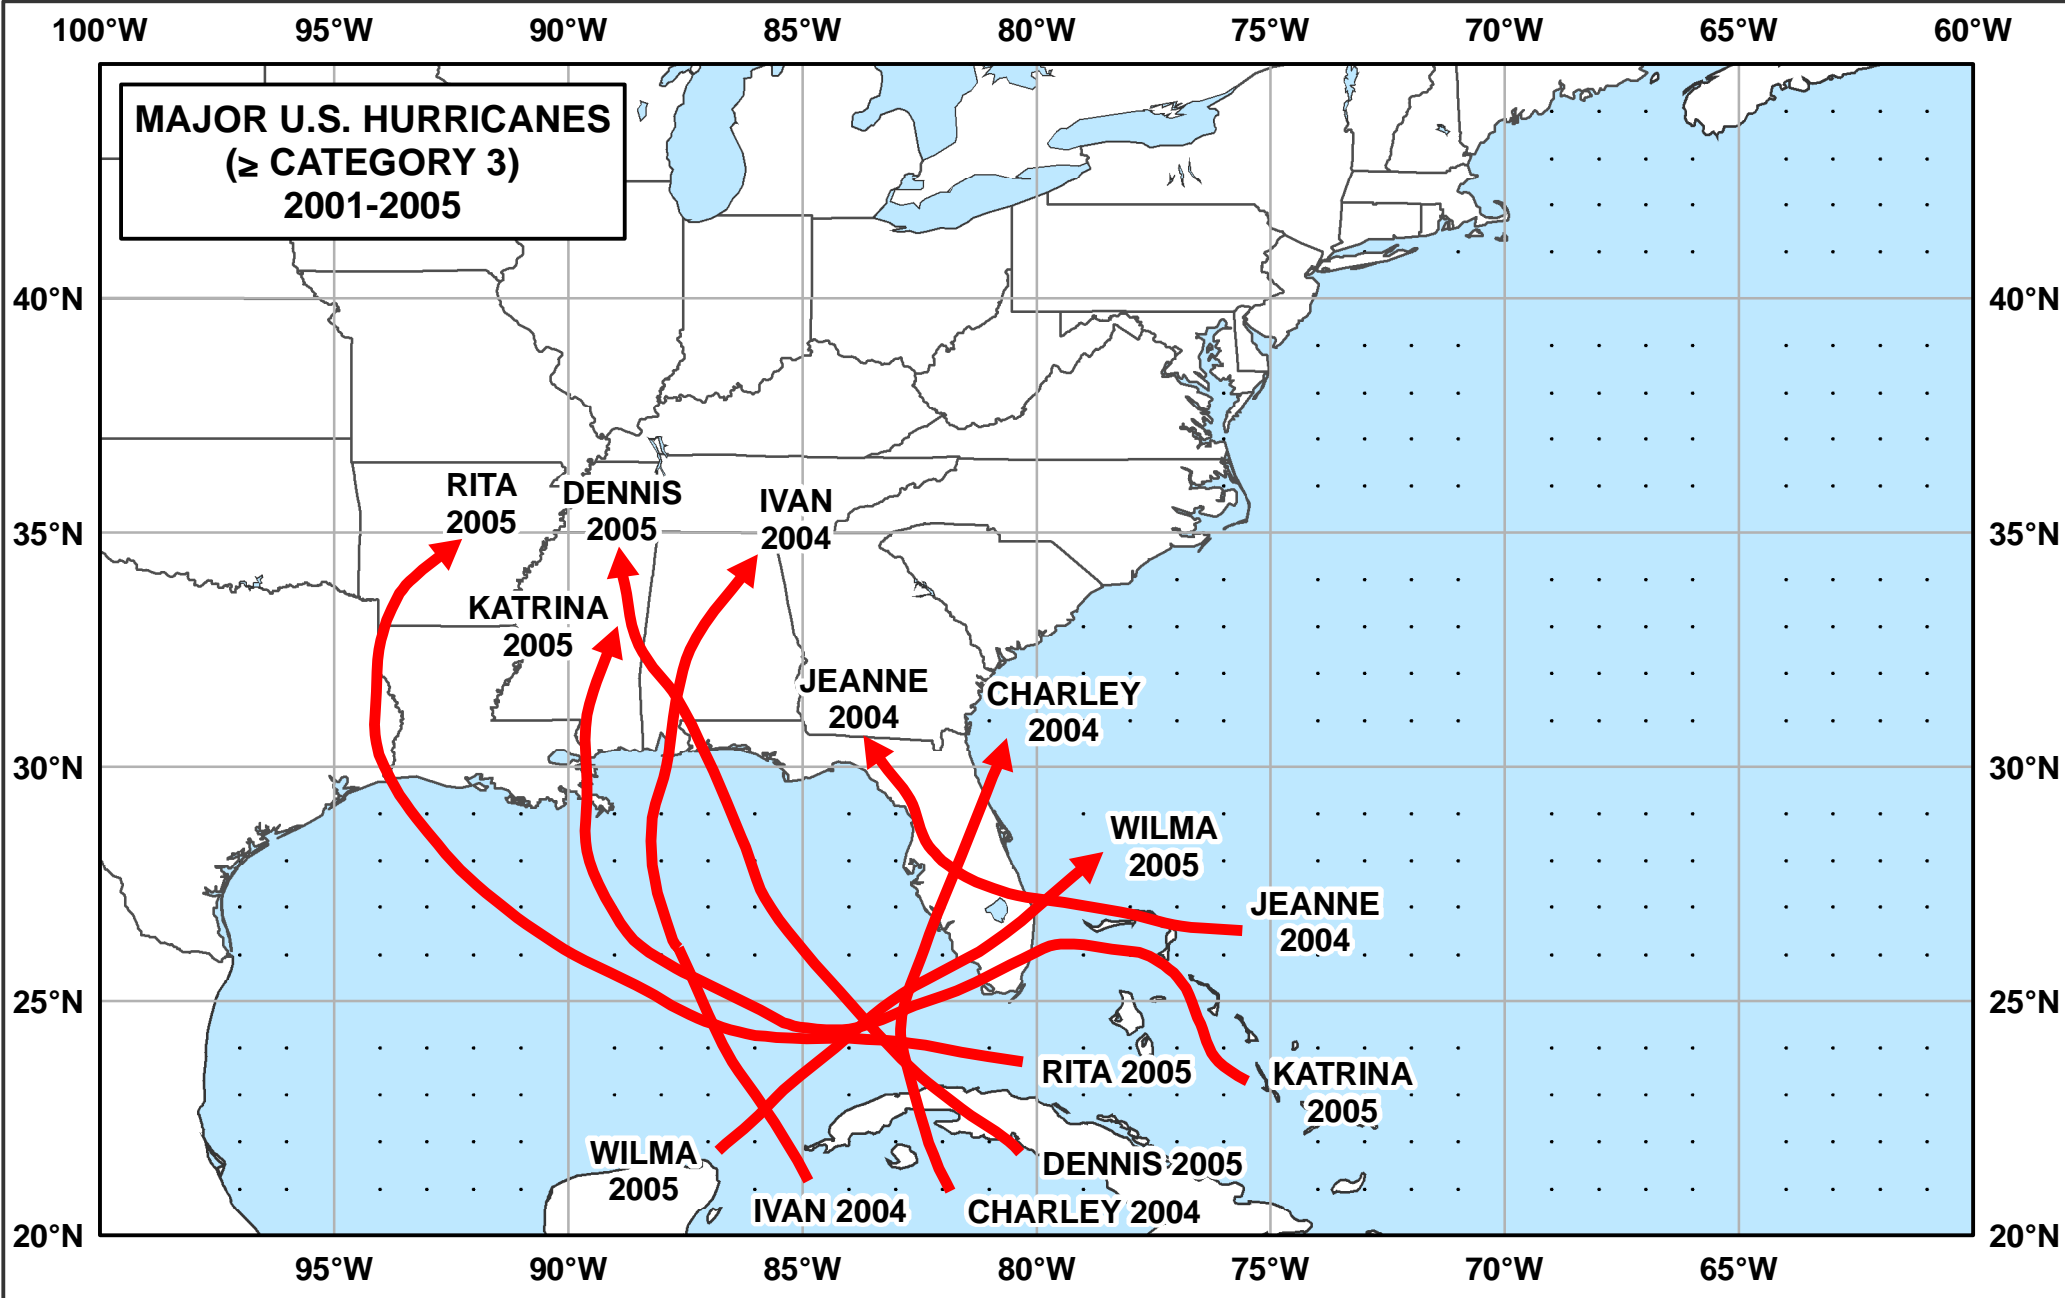 100°W 95°W 90°W 85°W 80°W 75°W 70°W 65°W 60°W
MAJOR U.S. HURRICANES
(≥ CATEGORY 3)
2001-2005
40°N 40°N
RITA
2005
DENNIS
2005
IVAN
2004
35°N 35°N
KATRINA
2005
JEANNE
2004
CHARLEY
2004
30°N 30°N
WILMA
2005
JEANNE
2004
25°N 25°N
RITA 2005
KATRINA
2005
WILMA
2005
DENNIS 2005
IVAN 2004
CHARLEY 2004
20°N 20°N
95°W 90°W 85°W 80°W 75°W 70°W 65°W